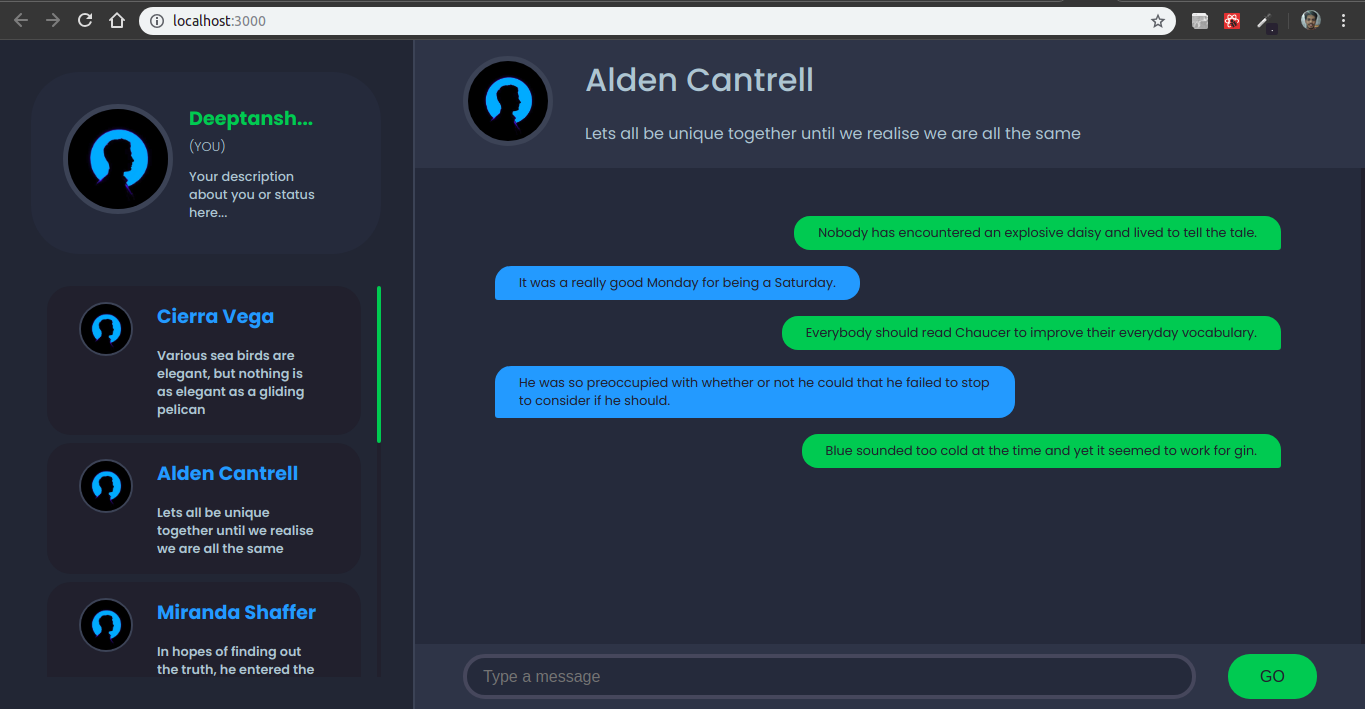 localhost:3000
Deeptansh...
(YOU)
Your description
about you or status
here...
Cierra Vega
Various sea birds are
elegant, but nothing is
as elegant as a gliding
pelican
Alden Cantrell
Lets all be unique
together until we realise
we are all the same
Miranda Shaffer
In hopes of finding out
the truth, he entered the
Alden Cantrell
Lets all be unique together until we realise we are all the same
Nobody has encountered an explosive daisy and lived to tell the tale.
It was a really good Monday for being a Saturday.
Everybody should read Chaucer to improve their everyday vocabulary.
He was so preoccupied with whether or not he could that he failed to stop
to consider if he should.
Blue sounded too cold at the time and yet it seemed to work for gin.
Type a message
GO